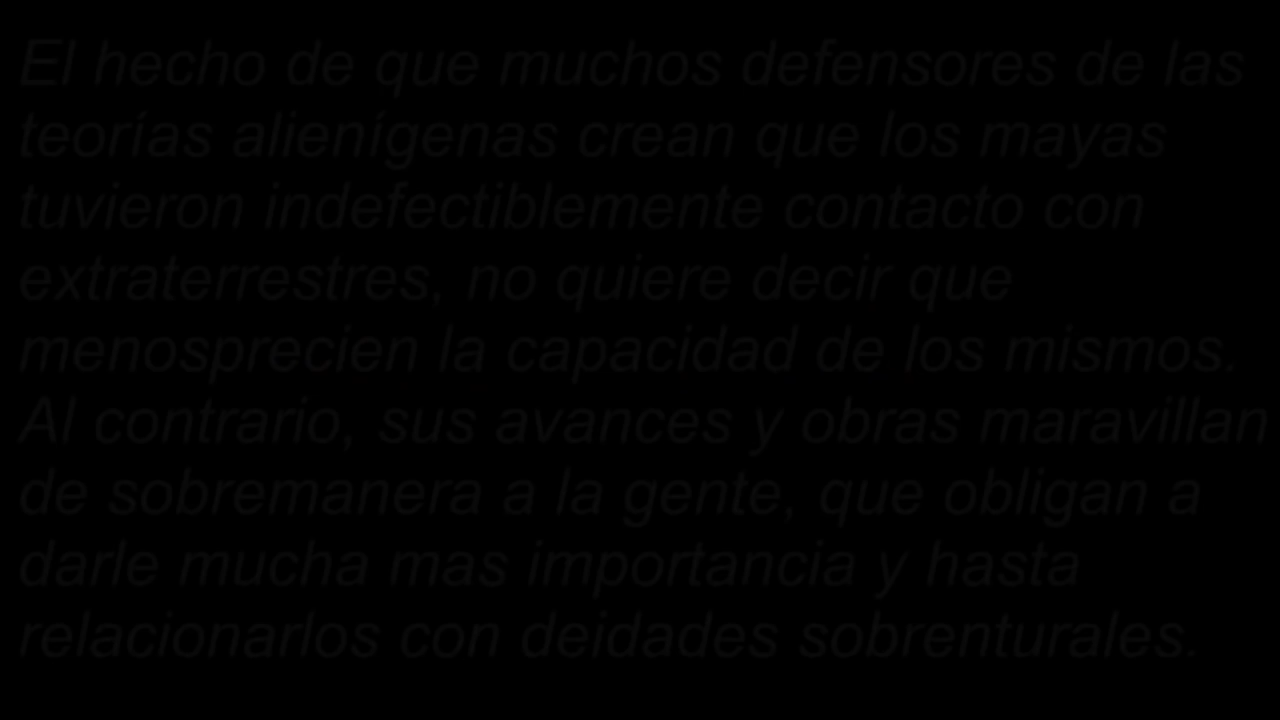 El hecho de que muchos defensores de las
teorías alienígenas crean que los mayas
tuvieron indefectiblemente contacto con
extraterrestres, no quiere decir que
menosprecien la capacidad de los mismos.
Al contrario, sus avances y obras maravillan
de sobremanera a la gente, que obligan a
darle mucha mas importancia y hasta
relacionarlos con deidades sobrenturales.